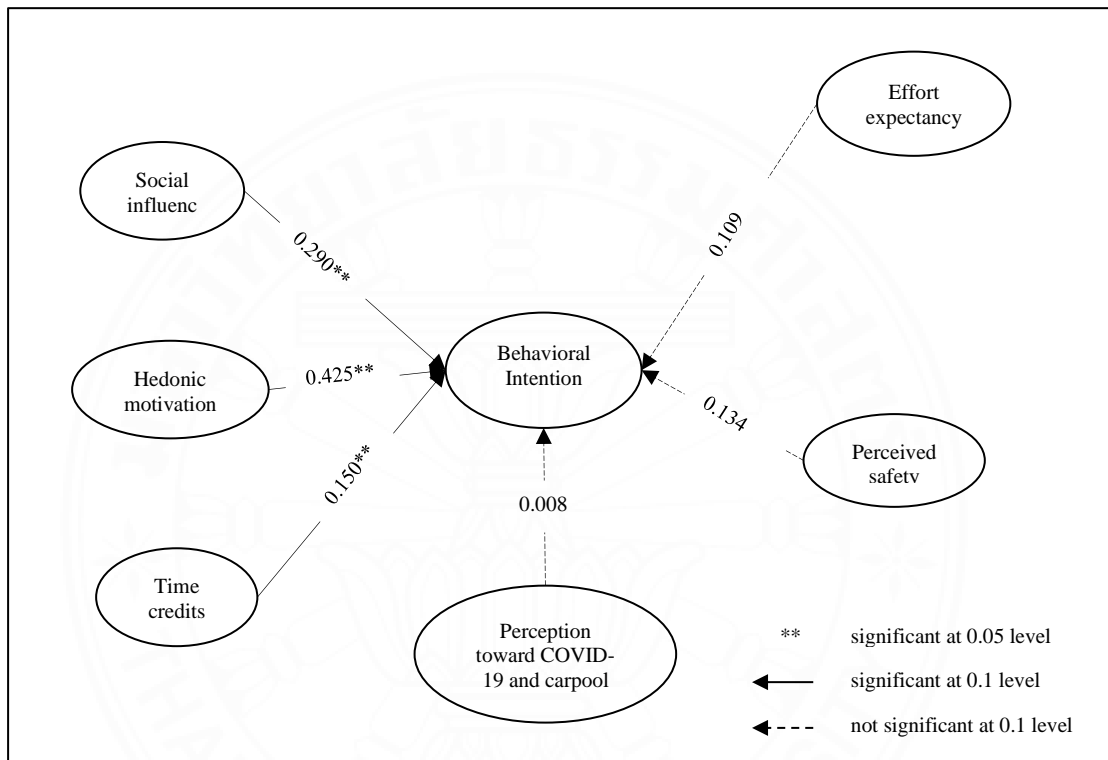 Effort
expectancy
Social
influenc
0.290**
0.109
Behavioral
Intention
Hedonic
motivation
0.425**
0.134
Perceived
safetv
0.150**
0.008
Time
credits
Perception
toward COVID-
19 and carpool
** significant at 0.05 level
significant at 0.1 level
not significant at 0.1 level